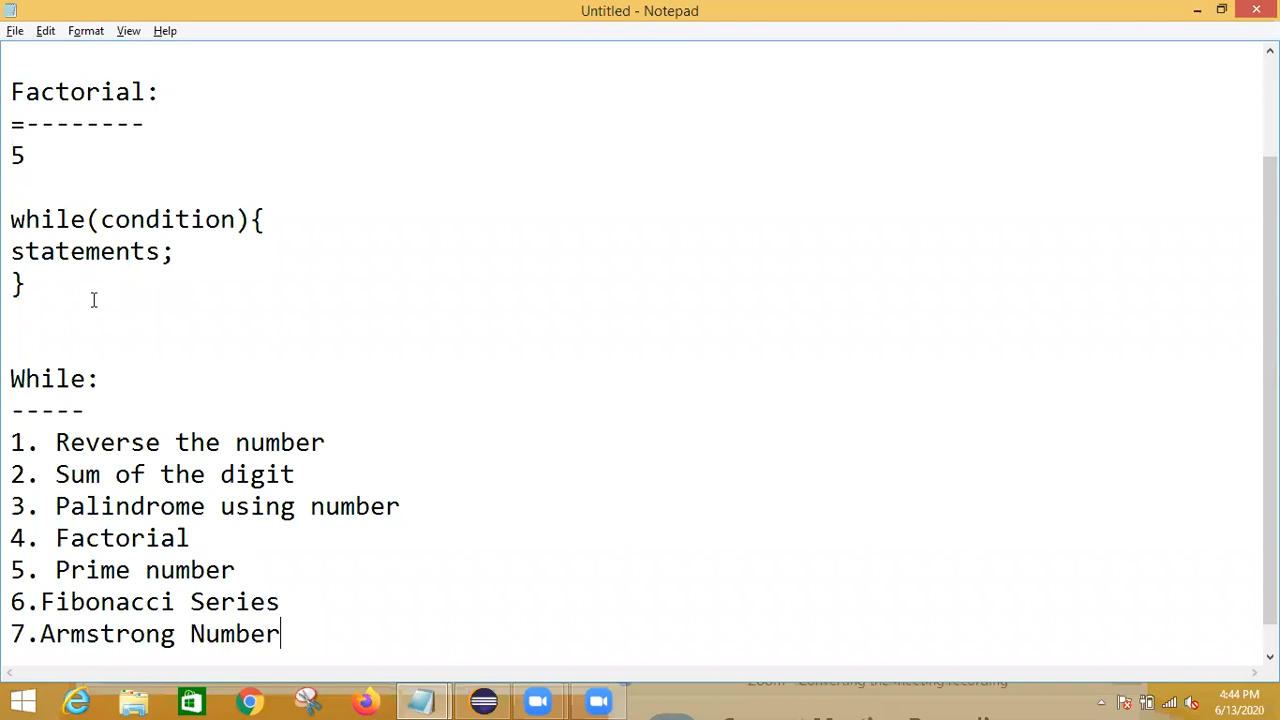 Untitled - Notepad
File Edit Format View Help
Factorial:
=--------
5
while(condition){
statements;
}
While:
-----
1. Reverse the number
2. Sum of the digit
3. Palindrome using number
4. Factorial
5. Prime number
6.Fibonacci Series
7.Armstrong Number
4:44 PM
6/13/2020